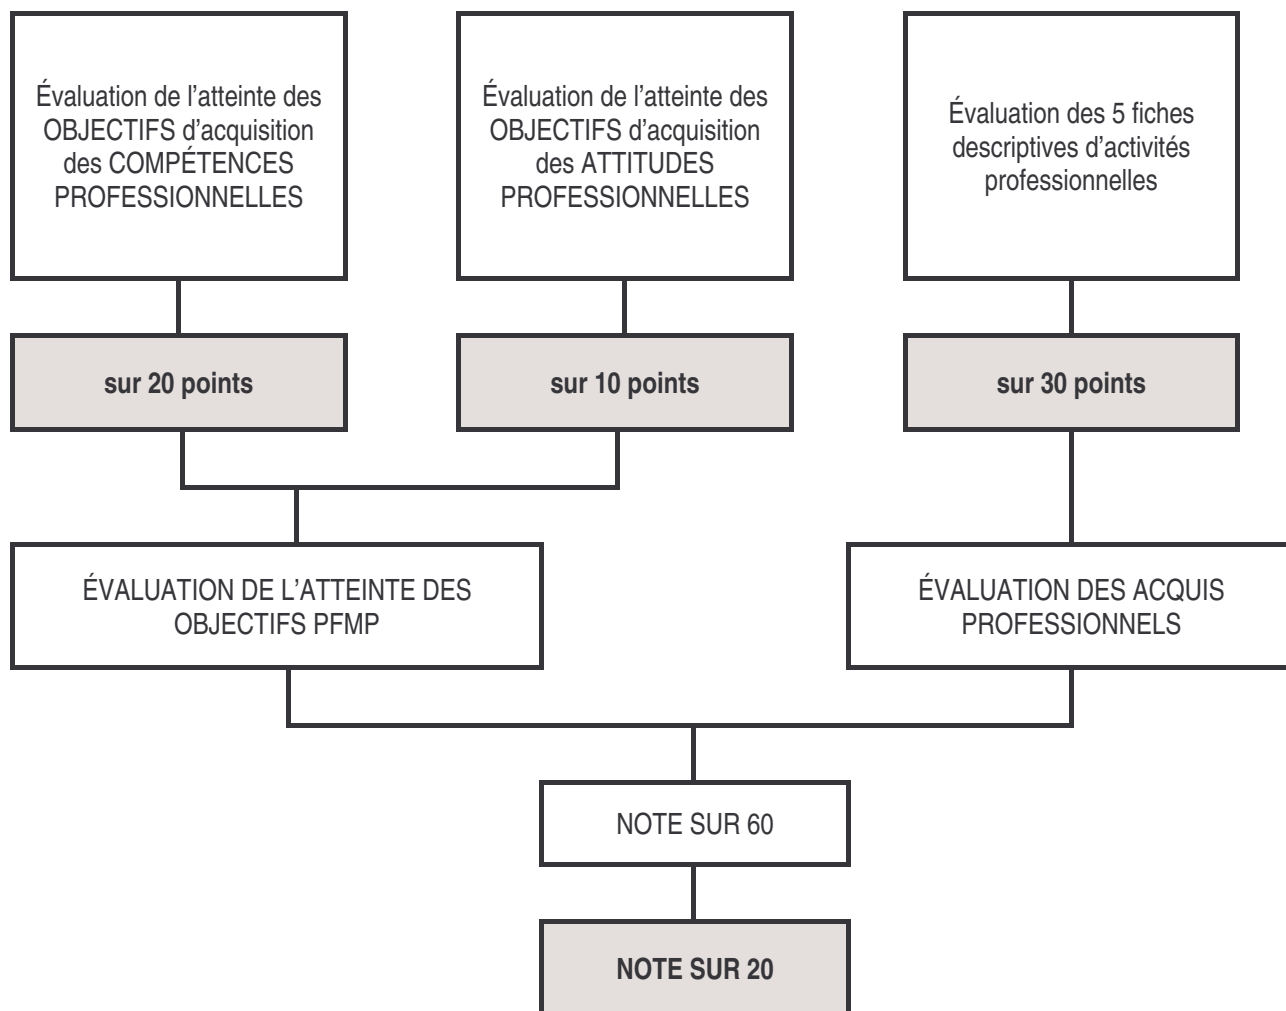 Évaluation de l’atteinte des
OBJECTIFS d’acquisition
des COMPÉTENCES
PROFESSIONNELLES
Évaluation de l’atteinte des
OBJECTIFS d’acquisition
des ATTITUDES
PROFESSIONNELLES
Évaluation des 5 fiches
descriptives d’activités
professionnelles
sur 20 points
sur 10 points
sur 30 points
ÉVALUATION DE L’ATTEINTE DES
OBJECTIFS PFMP
ÉVALUATION DES ACQUIS
PROFESSIONNELS
NOTE SUR 60
NOTE SUR 20